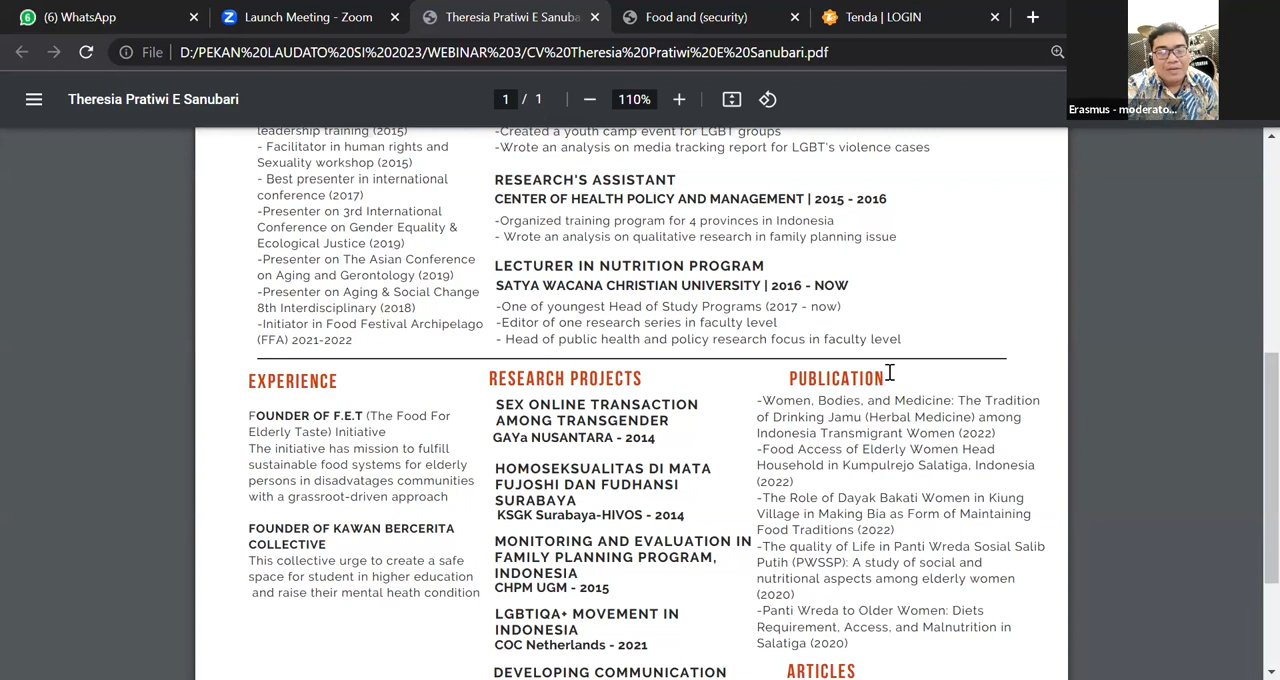 (6) WhatsApp
Launch Meeting - Zoom
Theresia Pratiwi E Sanuba
Food and (security)
Tenda | LOGIN
File
D:/PEKAN%20LAUDATO%20SI%202023/WEBINAR%203/CV%20Theresia%20Pratiwi%20E%20Sanubari.pdf
Erasmus - moderato...
Theresia Pratiwi E Sanubari
1 / 1
110%
leadership training (2015)
- Facilitator in human rights and
Sexuality workshop (2015)
- Best presenter in international
conference (2017)
-Presenter on 3rd International
Conference on Gender Equality &
Ecological Justice (2019)
-Presenter on The Asian Conference
on Aging and Gerontology (2019)
-Presenter on Aging & Social Change
8th Interdisciplinary (2018)
-Initiator in Food Festival Archipelago
(FFA) 2021-2022
-Created a youth camp event for LGBT groups
-Wrote an analysis on media tracking report for LGBT's violence cases
RESEARCH'S ASSISTANT
CENTER OF HEALTH POLICY AND MANAGEMENT | 2015 - 2016
-Organized training program for 4 provinces in Indonesia
- Wrote an analysis on qualitative research in family planning issue
LECTURER IN NUTRITION PROGRAM
SATYA WACANA CHRISTIAN UNIVERSITY | 2016 - NOW
-One of youngest Head of Study Programs (2017 - now)
-Editor of one research series in faculty level
- Head of public health and policy research focus in faculty level
EXPERIENCE
FOUNDER OF F.E.T (The Food For
Elderly Taste) Initiative
The initiative has mission to fulfill
sustainable food systems for elderly
persons in disadvatages communities
with a grassroot-driven approach
FOUNDER OF KAWAN BERCERITA
COLLECTIVE
This collective urge to create a safe
space for student in higher education
and raise their mental heath condition
RESEARCH PROJECTS
SEX ONLINE TRANSACTION
AMONG TRANSGENDER
GAYa NUSANTARA - 2014
HOMOSEKSUALITAS DI MATA
FUJOSHI DAN FUDHANSI
SURABAYA
KSGK Surabaya-HIVOS - 2014
MONITORING AND EVALUATION IN
FAMILY PLANNING PROGRAM,
INDONESIA
CHPM UGM - 2015
LGBTIQA+ MOVEMENT IN
INDONESIA
COC Netherlands - 2021
DEVELOPING COMMUNICATION
PUBLICATION
-Women, Bodies, and Medicine: The Tradition
of Drinking Jamu (Herbal Medicine) among
Indonesia Transmigrant Women (2022)
-Food Access of Elderly Women Head
Household in Kumpulrejo Salatiga, Indonesia
(2022)
-The Role of Dayak Bakati Women in Kiung
Village in Making Bia as Form of Maintaining
Food Traditions (2022)
-The quality of Life in Panti Wreda Sosial Salib
Putih (PWSSP): A study of social and
nutritional aspects among elderly women
(2020)
-Panti Wreda to Older Women: Diets
Requirement, Access, and Malnutrition in
Salatiga (2020)
ARTICLES